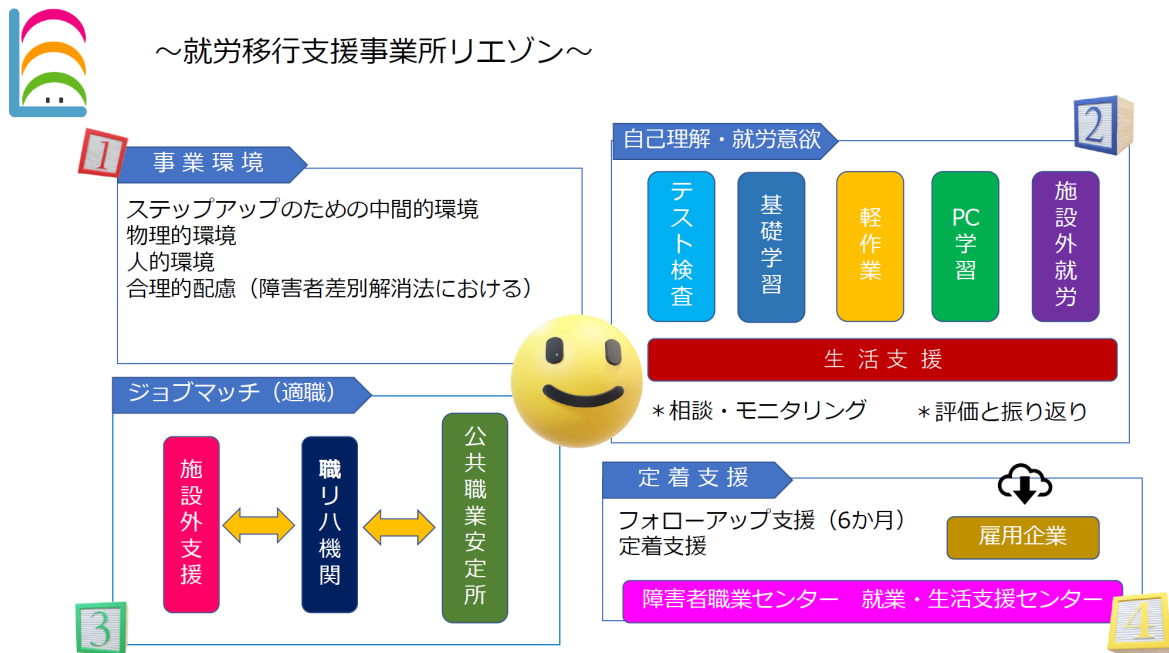 ～就労移行支援事業所リエゾン～
1
事業環境
ステップアップのための中間的環境
物理的環境
人的環境
合理的配慮（障害者差別解消法における）
2
自己理解・就労意欲
テスト検査
基礎学習
軽作業
PC学習
施設外就労
生活支援
＊相談・モニタリング
＊評価と振り返り
3
ジョブマッチ（適職）
施設外支援
職リハ機関
公共職業安定所
4
定着支援
フォローアップ支援（6か月）
定着支援
雇用企業
障害者職業センター　就業・生活支援センター